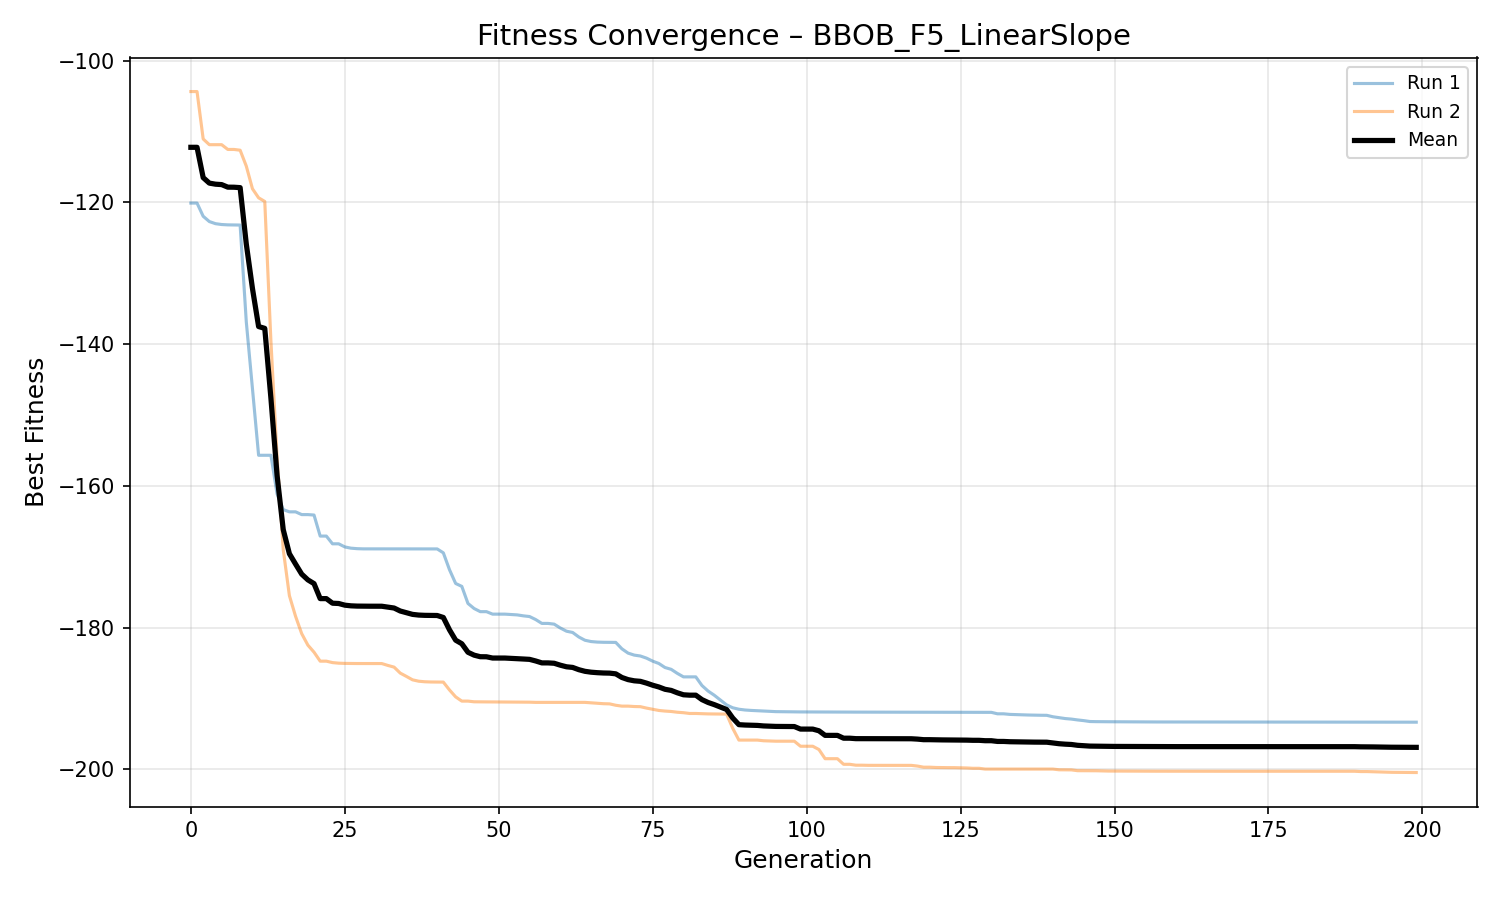 Fitness Convergence – BBOB_F5_LinearSlope
Run 1
Run 2
Mean
Best Fitness
−100
−120
−140
−160
−180
−200
0 25 50 75 100 125 150 175 200
Generation